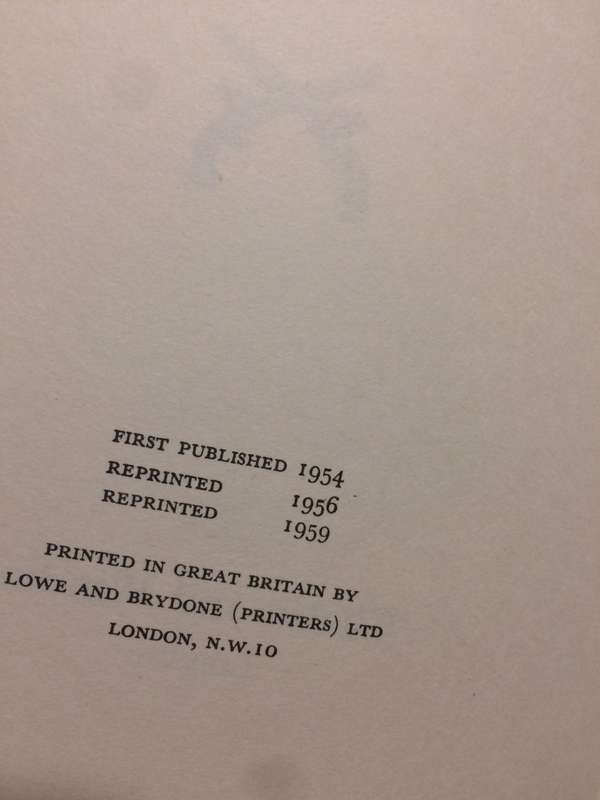 FIRST PUBLISHED 1954
REPRINTED 1956
REPRINTED 1959
PRINTED IN GREAT BRITAIN BY
LOWE AND BRYDONE (PRINTERS) LTD
LONDON, N.W.10